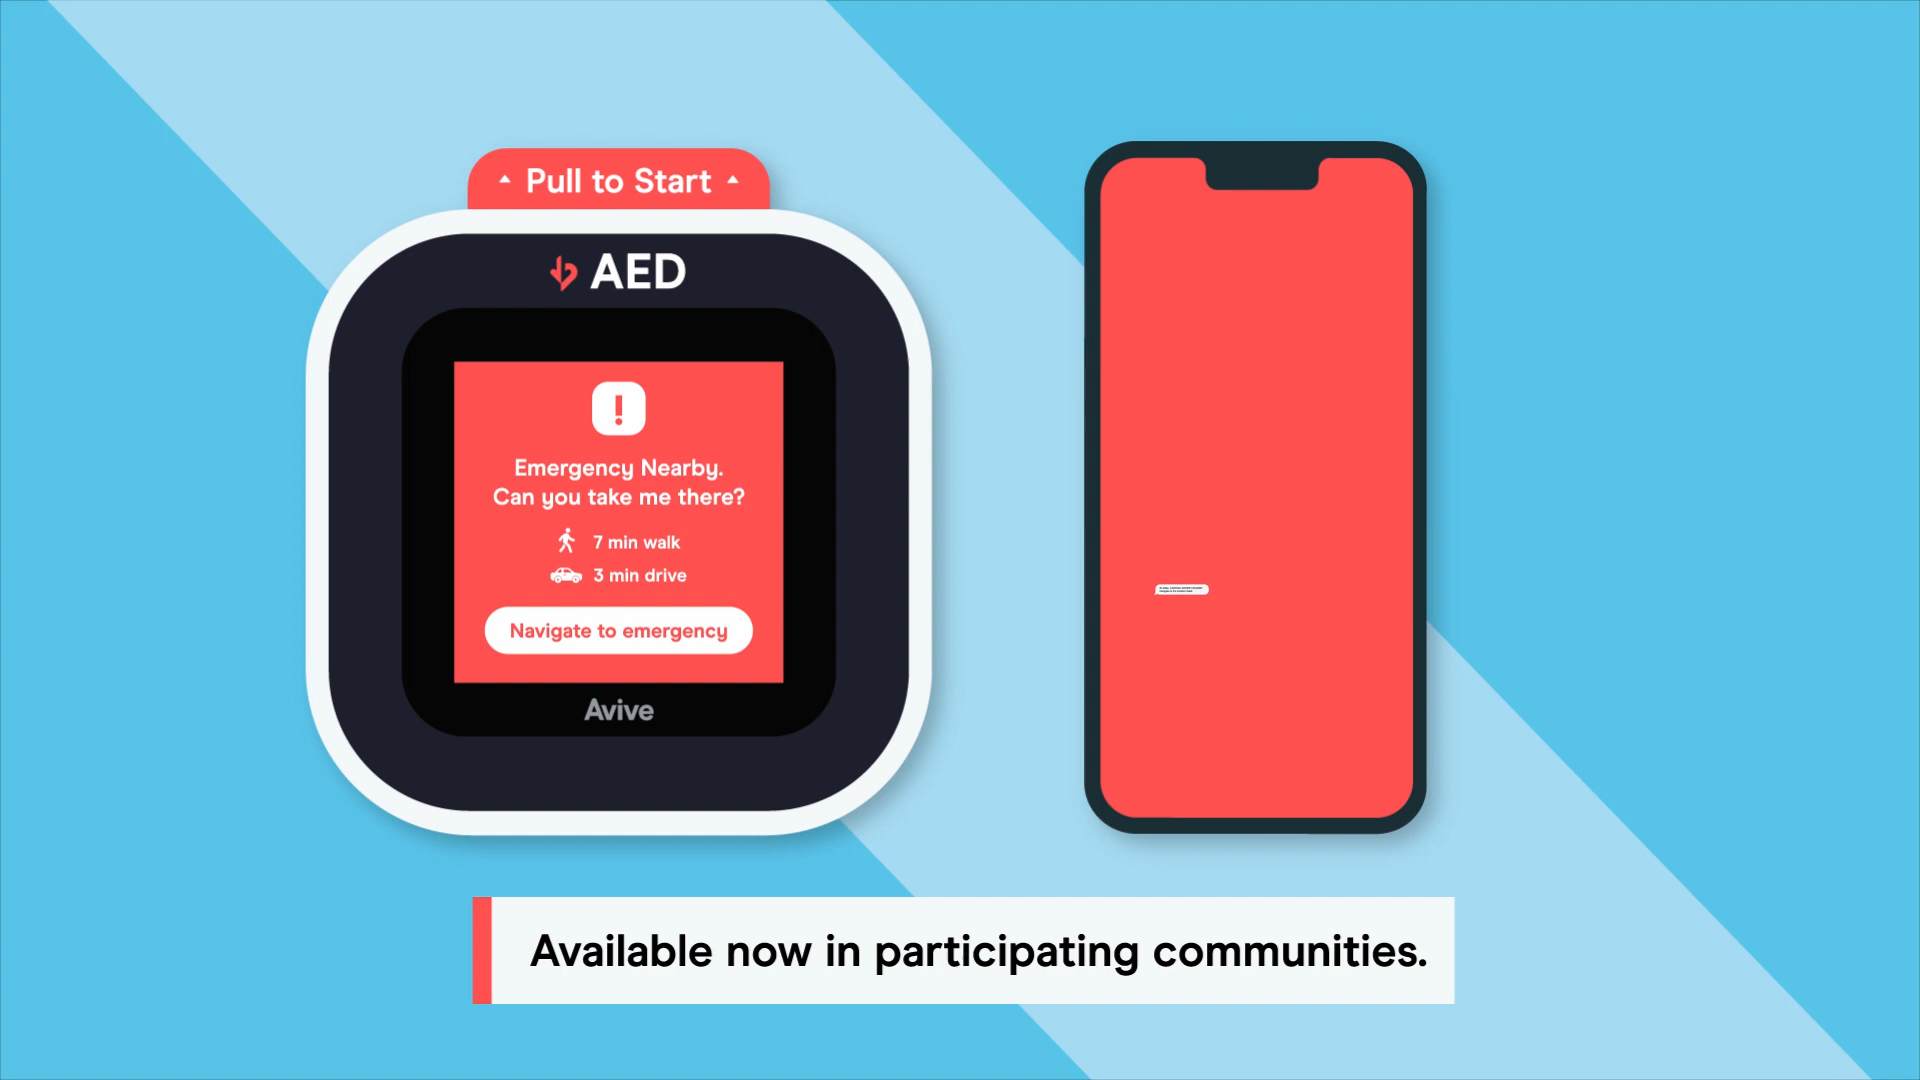 Pull to Start
AED
!
Emergency Nearby.
Can you take me there?
7 min walk
3 min drive
Navigate to emergency
Avive
Available now in participating communities.